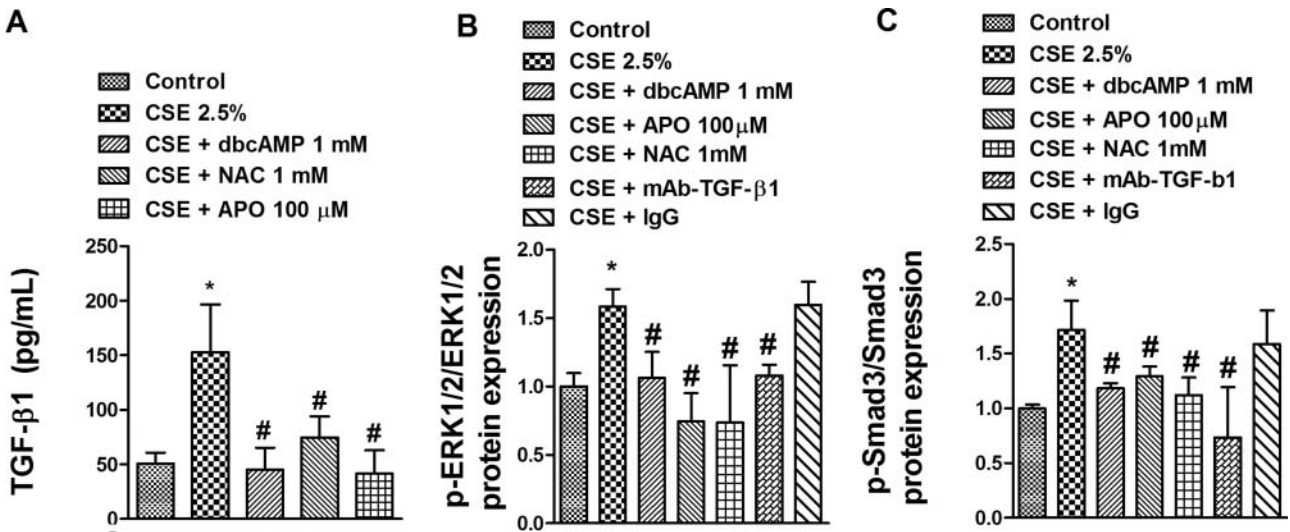 A
Control
CSE 2.5%
CSE + dbcAMP 1 mM
CSE + NAC 1 mM
CSE + APO 100 μM
TGF-β1 (pg/mL)
250
200
150
100
50
0
*
#
#
#
B
Control
CSE 2.5%
CSE + dbcAMP 1 mM
CSE + APO 100μM
CSE + NAC 1mM
CSE + mAb-TGF-β1
CSE + IgG
p-ERK1/2/ERK1/2
protein expression
2.0
1.5
1.0
0.5
0.0
*
#
#
#
#
C
Control
CSE 2.5%
CSE + dbcAMP 1 mM
CSE + APO 100μM
CSE + NAC 1mM
CSE + mAb-TGF-b1
CSE + IgG
p-Smad3/Smad3
protein expression
2.5
2.0
1.5
1.0
0.5
0.0
*
#
#
#
#